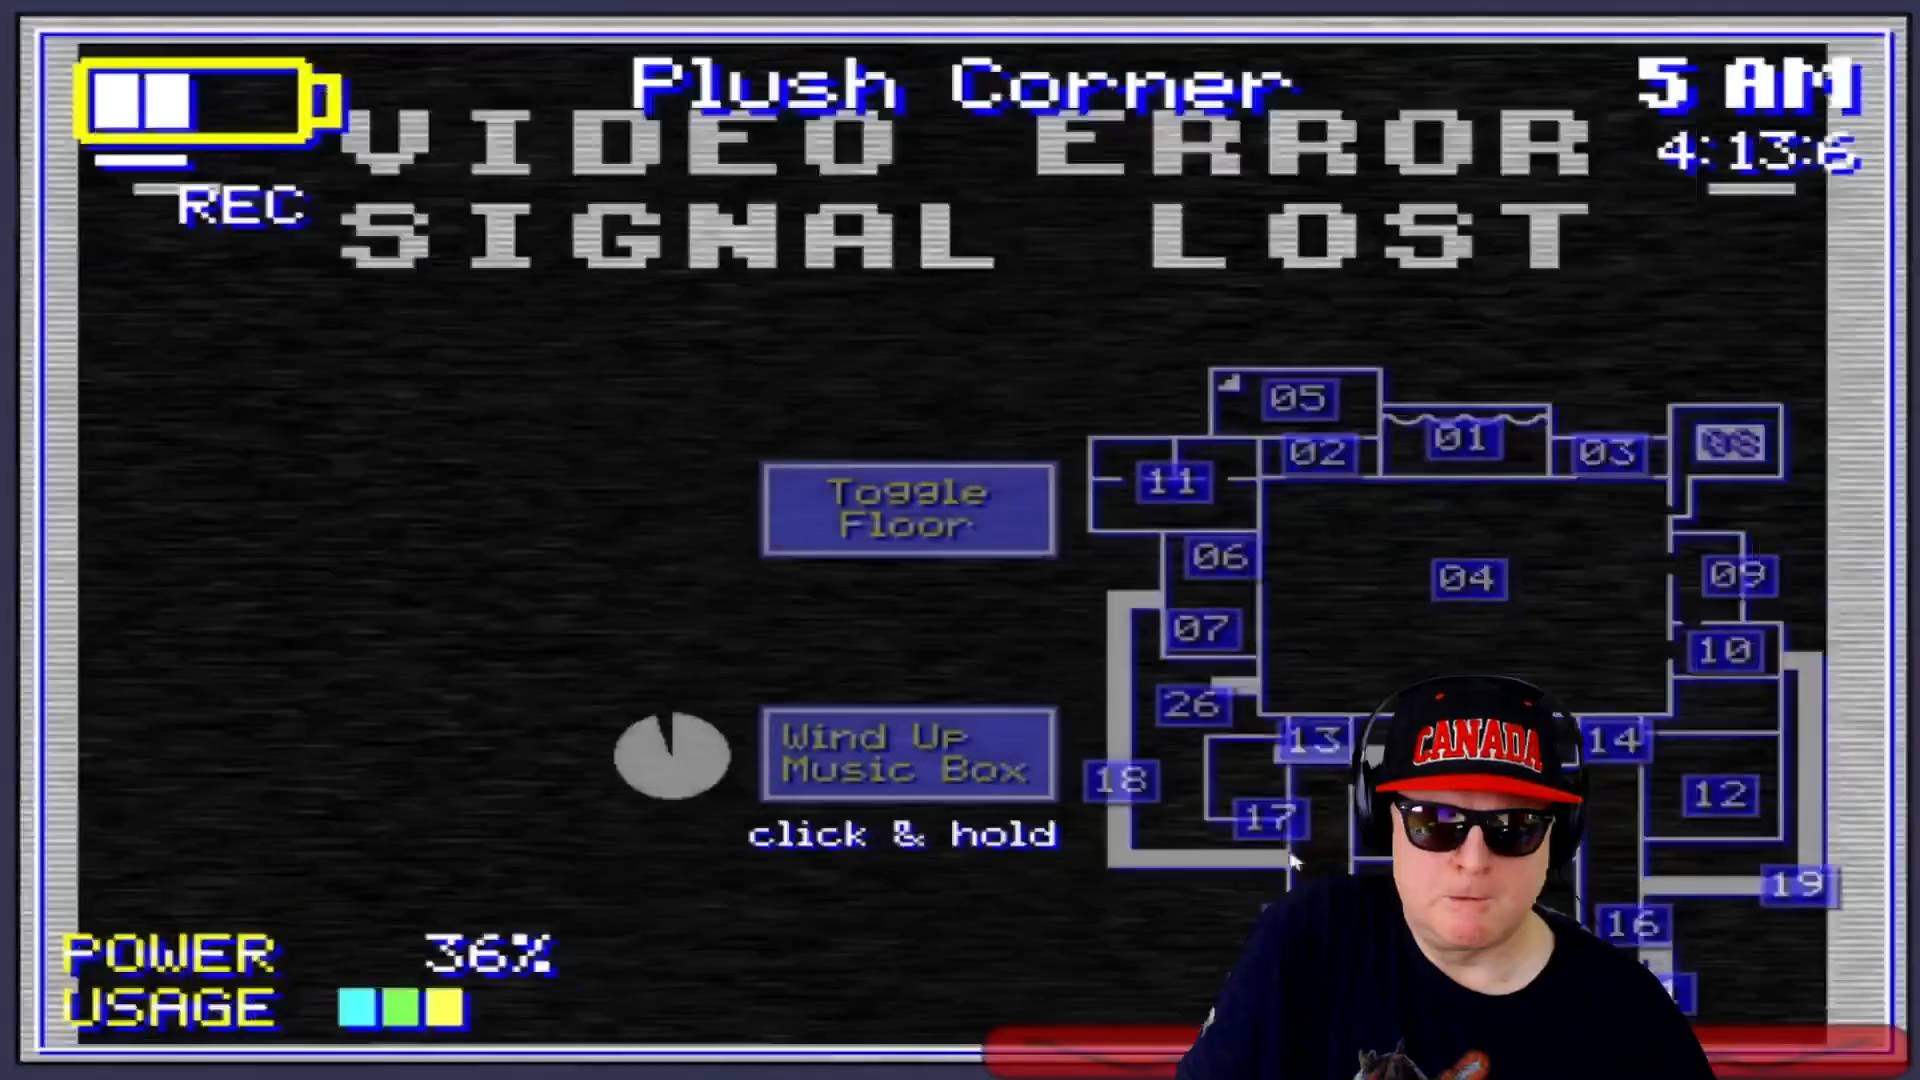 Plush Corner
5 AM
4:13:6
VIDEO ERROR
SIGNAL LOST
REC
05
01
02
03
08
11
Toggle
Floor
06
04
09
07
10
26
13
14
Wind Up
Music Box
CANADA
18
12
17
click & hold
19
16
POWER 36%
USAGE